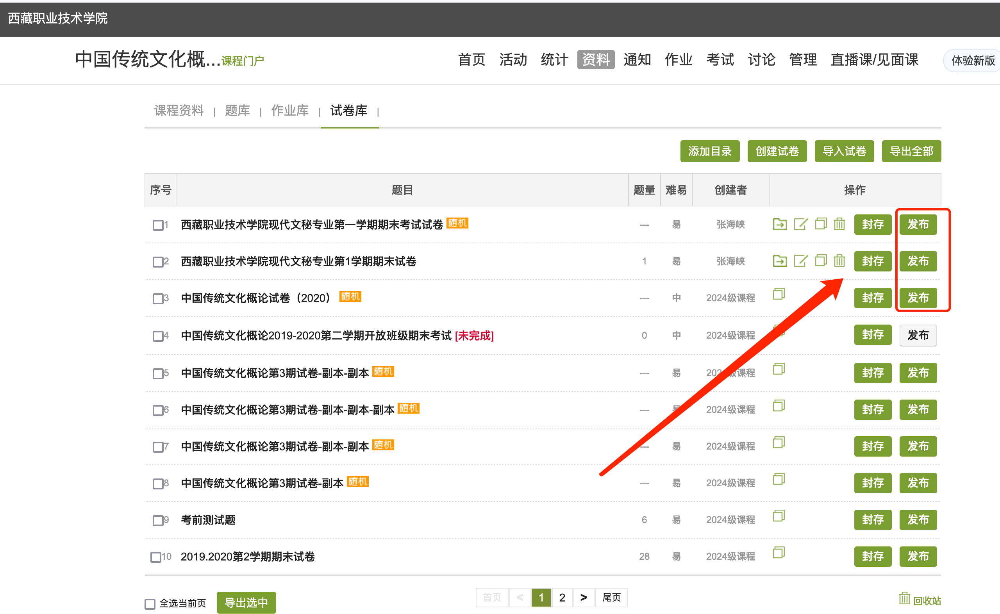 西藏职业技术学院
中国传统文化概...课程门户 首页 活动 统计 资料 通知 作业 考试 讨论 管理 直播课/见面课 体验新版
课程资料 | 题库 | 作业库 | 试卷库 |
添加目录 创建试卷 导入试卷 导出全部
序号 题目 题量 难易 创建者 操作
1 西藏职业技术学院现代文秘专业第一学期期末考试试卷 随机 --- 易 张海峡 封存 发布
2 西藏职业技术学院现代文秘专业第1学期期末试卷 1 易 张海峡 封存 发布
3 中国传统文化概论试卷（2020） 随机 --- 中 2024级课程 封存 发布
4 中国传统文化概论2019-2020第二学期开放班级期末考试 [未完成] 0 中 2024级课程 封存 发布
5 中国传统文化概论第3期试卷-副本-副本 随机 --- 易 2024级课程 封存 发布
6 中国传统文化概论第3期试卷-副本-副本-副本 随机 --- 易 2024级课程 封存 发布
7 中国传统文化概论第3期试卷-副本-副本 随机 --- 易 2024级课程 封存 发布
8 中国传统文化概论第3期试卷-副本 随机 --- 易 2024级课程 封存 发布
9 考前测试题 6 易 2024级课程 封存 发布
10 2019.2020第2学期期末试卷 28 易 2024级课程 封存 发布
全选当前页 导出选中 首页 < 1 2 > 尾页 回收站